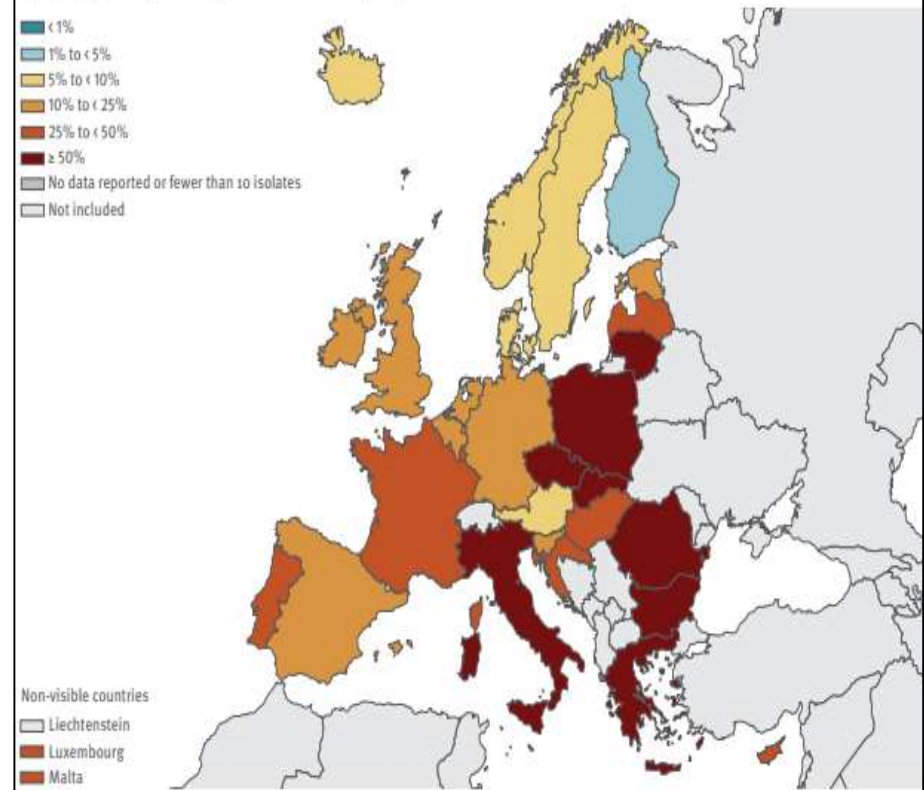 < 1%
1% to < 5%
5% to < 10%
10% to < 25%
25% to < 50%
≥ 50%
No data reported or fewer than 10 isolates
Not included
Non-visible countries
Liechtenstein
Luxembourg
Malta